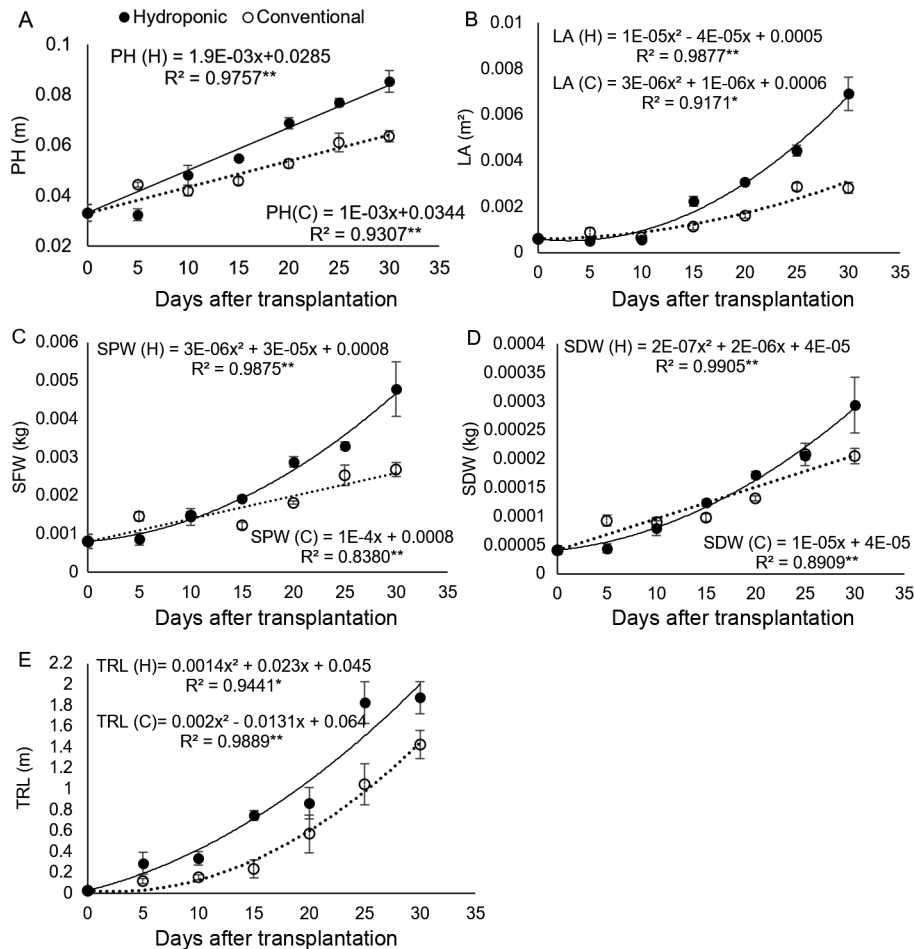 A ●Hydroponic ○Conventional
PH (H) = 1.9E-03x+0.0285
R² = 0.9757**
0.1
0.08
0.06
0.04
0.02
PH (m)
PH(C) = 1E-03x+0.0344
R² = 0.9307**
0 5 10 15 20 25 30 35
Days after transplantation
B
LA (H) = 1E-05x² - 4E-05x + 0.0005
R² = 0.9877**
LA (C) = 3E-06x² + 1E-06x + 0.0006
R² = 0.9171*
0.01
0.008
0.006
0.004
0.002
0
LA (m²)
0 5 10 15 20 25 30 35
Days after transplantation
C
SPW (H) = 3E-06x² + 3E-05x + 0.0008
R² = 0.9875**
0.006
0.005
0.004
0.003
0.002
0.001
0
SFW (kg)
SPW (C) = 1E-4x + 0.0008
R² = 0.8380**
0 5 10 15 20 25 30 35
Days after transplantation
D
SDW (H) = 2E-07x² + 2E-06x + 4E-05
R² = 0.9905**
0.0004
0.00035
0.0003
0.00025
0.0002
0.00015
0.0001
0.00005
0
SDW (kg)
SDW (C) = 1E-05x + 4E-05
R² = 0.8909**
0 5 10 15 20 25 30 35
Days after transplantation
E
TRL (H)= 0.0014x² + 0.023x + 0.045
R² = 0.9441*
TRL (C)= 0.002x² - 0.0131x + 0.064
R² = 0.9889**
2.2
2
1.8
1.6
1.4
1.2
1
0.8
0.6
0.4
0.2
0
TRL (m)
0 5 10 15 20 25 30 35
Days after transplantation